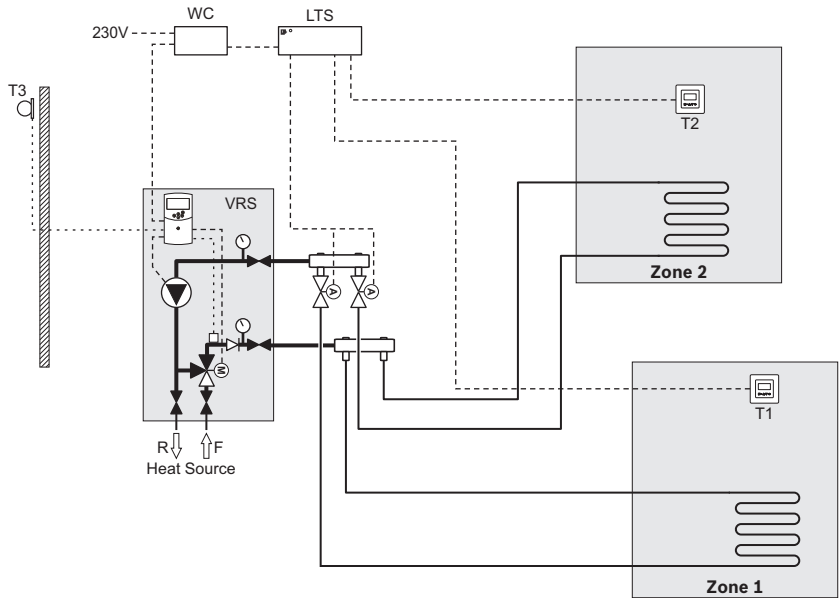 WC
LTS
230V
T3
T2
VRS
A
A
Zone 2
M
T1
R
F
Heat Source
Zone 1